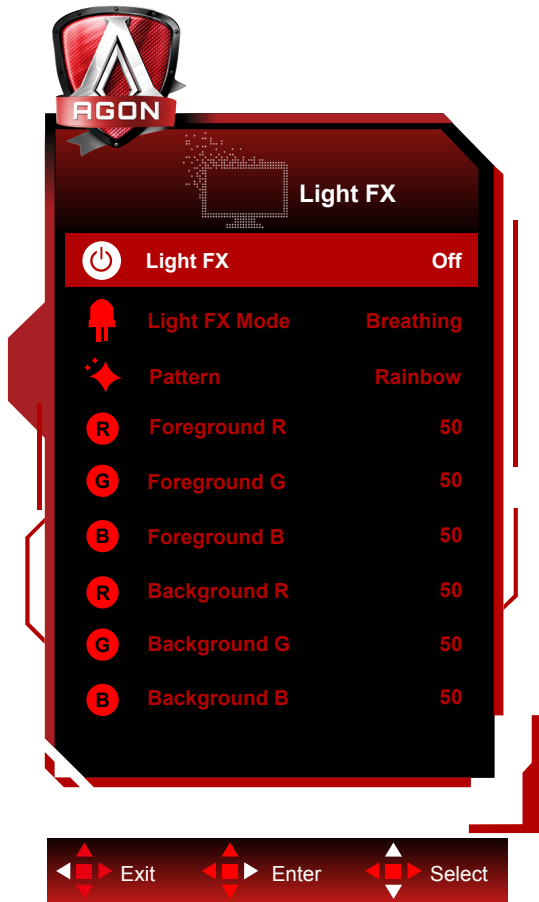 AGON
Light FX
Light FX Off
Light FX Mode Breathing
Pattern Rainbow
R Foreground R 50
G Foreground G 50
B Foreground B 50
R Background R 50
G Background G 50
B Background B 50
Exit Enter Select